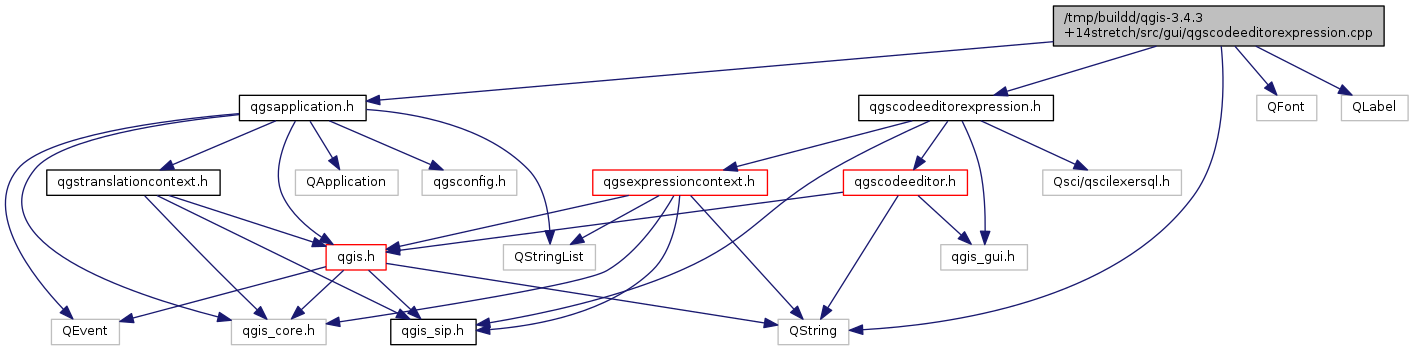 /tmp/buildd/qgis-3.4.3
+14stretch/src/gui/qgscodeeditorexpression.cpp
qgsapplication.h
qgscodeeditorexpression.h
QFont
QLabel
qgstranslationcontext.h
QApplication
qgsconfig.h
qgsexpressioncontext.h
qgscodeeditor.h
Qsci/qscilexersql.h
qgis.h
QStringList
qgis_gui.h
QEvent
qgis_core.h
qgis_sip.h
QString